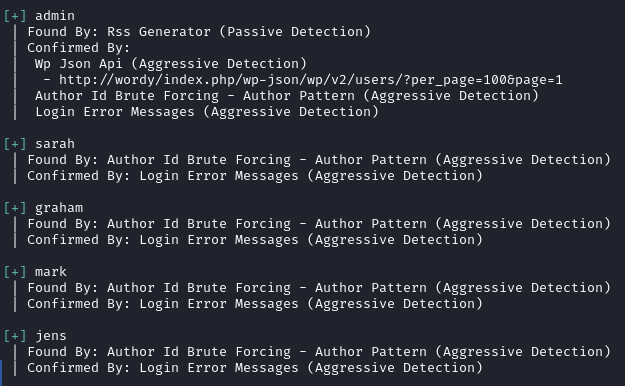 [+] admin
| Found By: Rss Generator (Passive Detection)
| Confirmed By:
|  Wp Json Api (Aggressive Detection)
|   - http://wordy/index.php/wp-json/wp/v2/users/?per_page=100&page=1
|  Author Id Brute Forcing - Author Pattern (Aggressive Detection)
|  Login Error Messages (Aggressive Detection)
[+] sarah
| Found By: Author Id Brute Forcing - Author Pattern (Aggressive Detection)
| Confirmed By: Login Error Messages (Aggressive Detection)
[+] graham
| Found By: Author Id Brute Forcing - Author Pattern (Aggressive Detection)
| Confirmed By: Login Error Messages (Aggressive Detection)
[+] mark
| Found By: Author Id Brute Forcing - Author Pattern (Aggressive Detection)
| Confirmed By: Login Error Messages (Aggressive Detection)
[+] jens
| Found By: Author Id Brute Forcing - Author Pattern (Aggressive Detection)
| Confirmed By: Login Error Messages (Aggressive Detection)